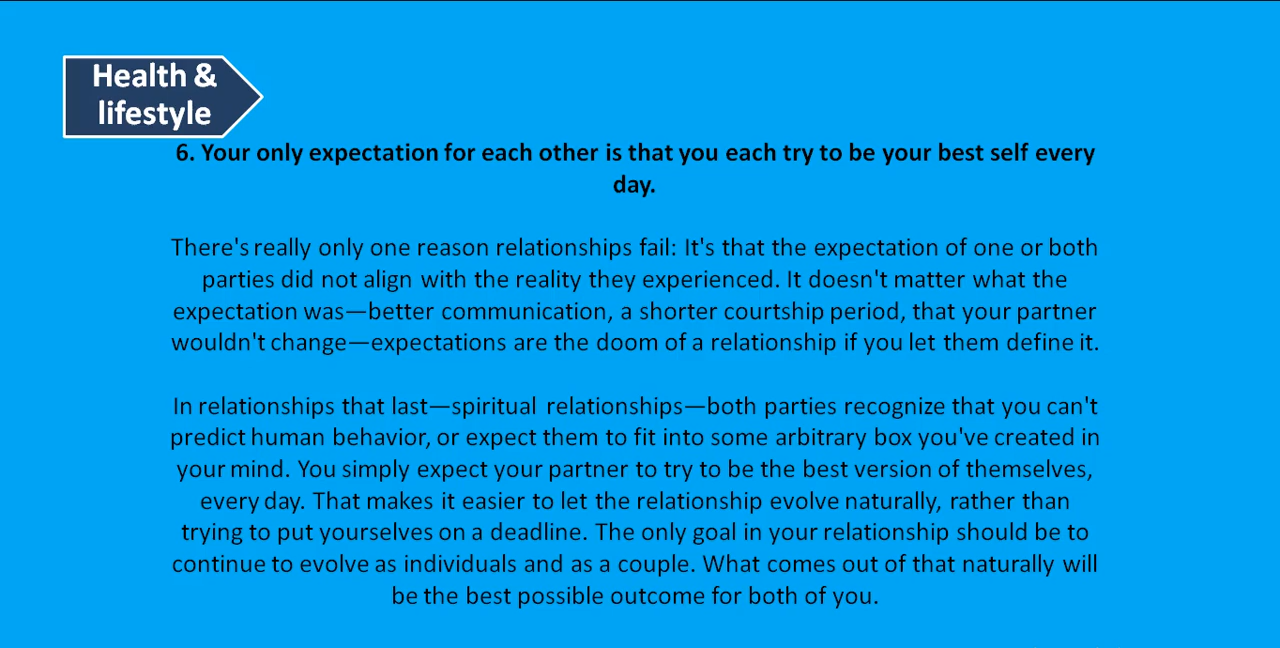 Health &
lifestyle
6. Your only expectation for each other is that you each try to be your best self every
day.
There's really only one reason relationships fail: It's that the expectation of one or both
parties did not align with the reality they experienced. It doesn't matter what the
expectation was—better communication, a shorter courtship period, that your partner
wouldn't change—expectations are the doom of a relationship if you let them define it.
In relationships that last—spiritual relationships—both parties recognize that you can't
predict human behavior, or expect them to fit into some arbitrary box you've created in
your mind. You simply expect your partner to try to be the best version of themselves,
every day. That makes it easier to let the relationship evolve naturally, rather than
trying to put yourselves on a deadline. The only goal in your relationship should be to
continue to evolve as individuals and as a couple. What comes out of that naturally will
be the best possible outcome for both of you.